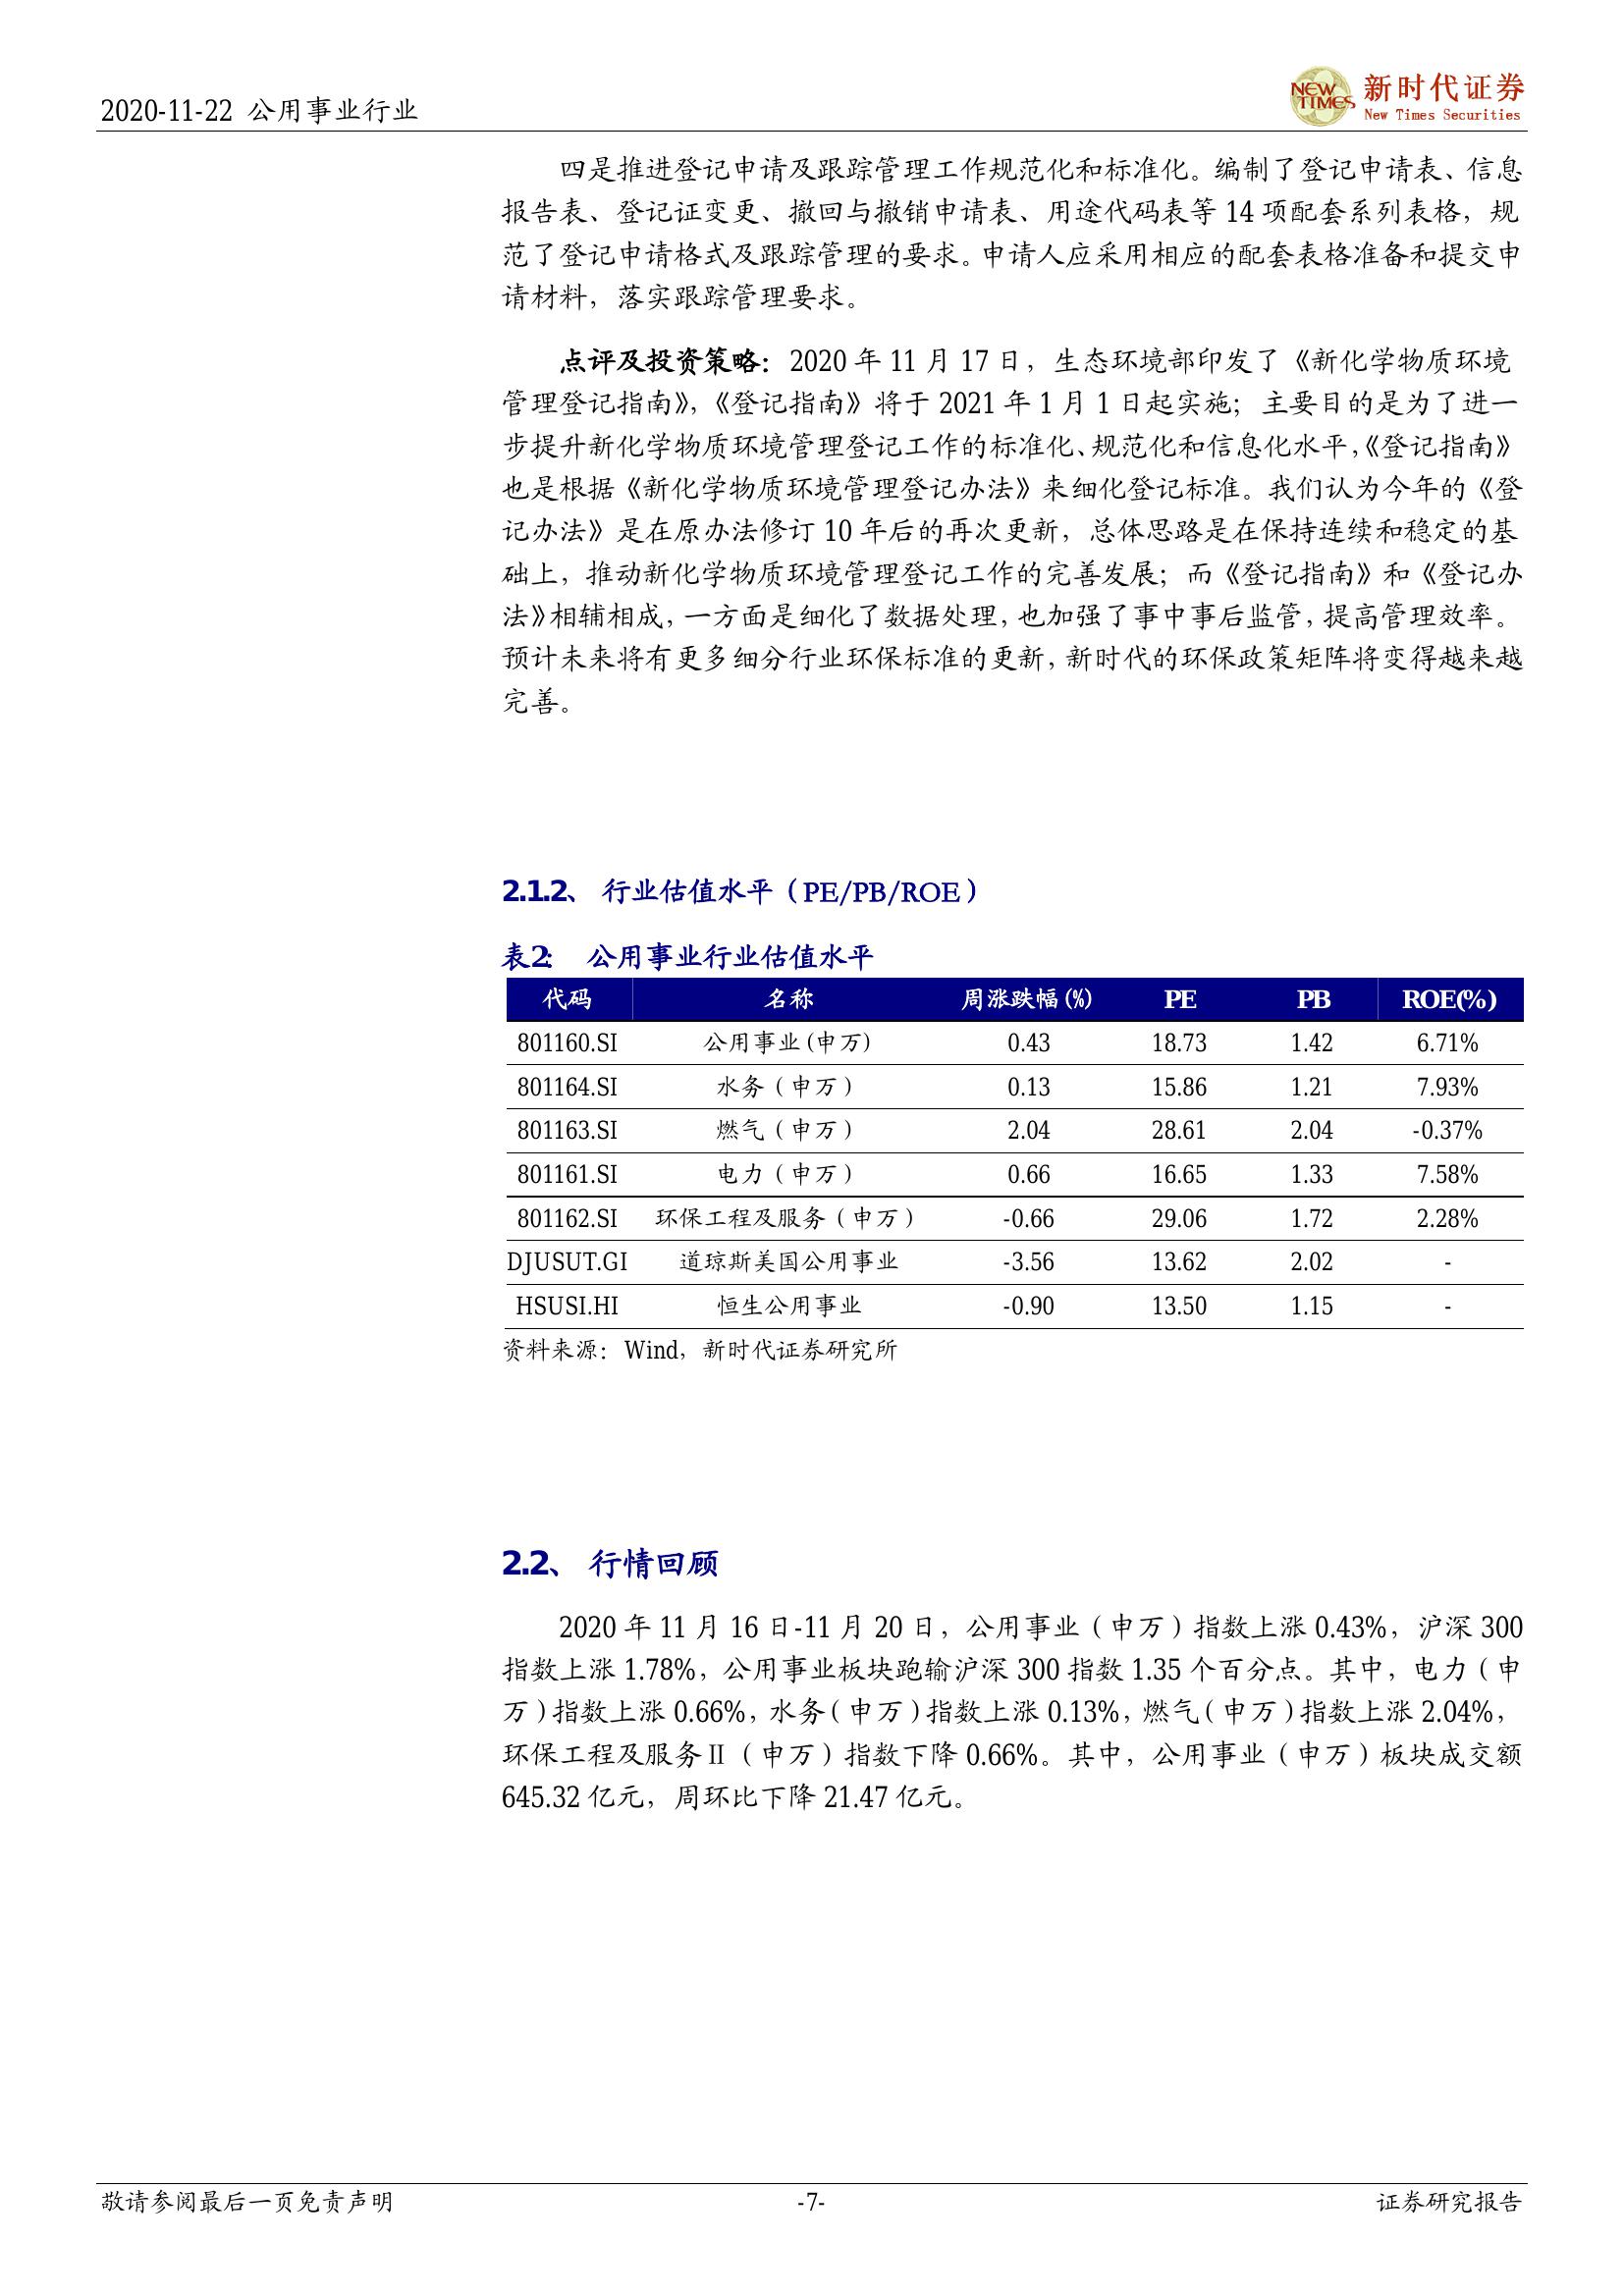 2020-11-22 公用事业行业
NEW TIMES 新时代证券
New Times Securities
四是推进登记申请及跟踪管理工作规范化和标准化。编制了登记申请表、信息
报告表、登记证变更、撤回与撤销申请表、用途代码表等 14 项配套系列表格，规
范了登记申请格式及跟踪管理的要求。申请人应采用相应的配套表格准备和提交申
请材料，落实跟踪管理要求。
点评及投资策略：2020 年 11 月 17 日，生态环境部印发了《新化学物质环境
管理登记指南》，《登记指南》将于 2021 年 1 月 1 日起实施；主要目的是为了进一
步提升新化学物质环境管理登记工作的标准化、规范化和信息化水平，《登记指南》
也是根据《新化学物质环境管理登记办法》来细化登记标准。我们认为今年的《登
记办法》是在原办法修订 10 年后的再次更新，总体思路是在保持连续和稳定的基
础上，推动新化学物质环境管理登记工作的完善发展；而《登记指南》和《登记办
法》相辅相成，一方面是细化了数据处理，也加强了事中事后监管，提高管理效率。
预计未来将有更多细分行业环保标准的更新，新时代的环保政策矩阵将变得越来越
完善。
2.1.2、 行业估值水平（PE/PB/ROE）
表2： 公用事业行业估值水平
代码 名称 周涨跌幅(%) PE PB ROE(%)
801160.SI 公用事业(申万) 0.43 18.73 1.42 6.71%
801164.SI 水务（申万） 0.13 15.86 1.21 7.93%
801163.SI 燃气（申万） 2.04 28.61 2.04 -0.37%
801161.SI 电力（申万） 0.66 16.65 1.33 7.58%
801162.SI 环保工程及服务（申万） -0.66 29.06 1.72 2.28%
DJUSUT.GI 道琼斯美国公用事业 -3.56 13.62 2.02 -
HSUSI.HI 恒生公用事业 -0.90 13.50 1.15 -
资料来源：Wind，新时代证券研究所
2.2、 行情回顾
2020 年 11 月 16 日-11 月 20 日，公用事业（申万）指数上涨 0.43%，沪深 300
指数上涨 1.78%，公用事业板块跑输沪深 300 指数 1.35 个百分点。其中，电力（申
万）指数上涨 0.66%，水务（申万）指数上涨 0.13%，燃气（申万）指数上涨 2.04%，
环保工程及服务Ⅱ（申万）指数下降 0.66%。其中，公用事业（申万）板块成交额
645.32 亿元，周环比下降 21.47 亿元。
敬请参阅最后一页免责声明 -7- 证券研究报告